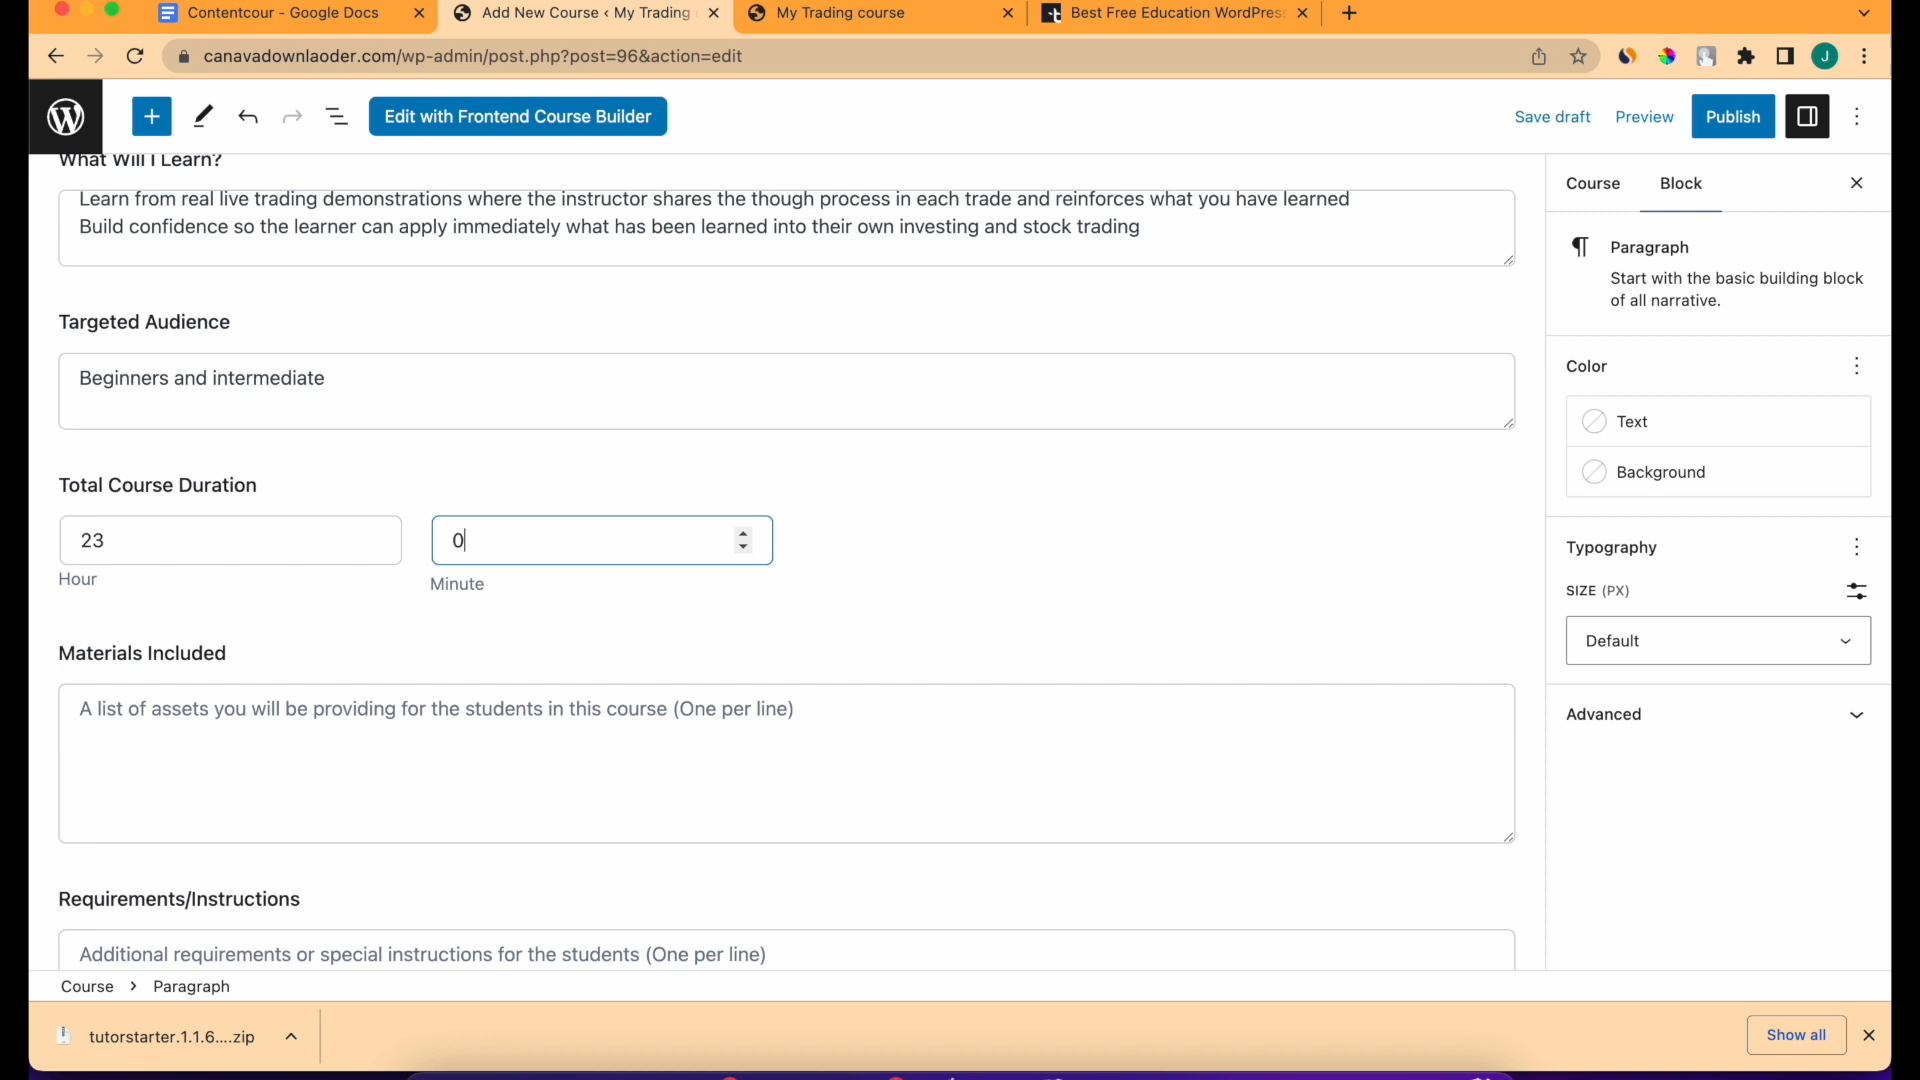 Contentcour - Google Docs
Add New Course ‹ My Trading
My Trading course
Best Free Education WordPres
canavadownlaoder.com/wp-admin/post.php?post=96&action=edit
J
Edit with Frontend Course Builder
Save draft
Preview
Publish
What Will I Learn?
Learn from real live trading demonstrations where the instructor shares the though process in each trade and reinforces what you have learned
Build confidence so the learner can apply immediately what has been learned into their own investing and stock trading
Targeted Audience
Beginners and intermediate
Total Course Duration
23
0
Hour
Minute
Materials Included
A list of assets you will be providing for the students in this course (One per line)
Requirements/Instructions
Additional requirements or special instructions for the students (One per line)
Course
Paragraph
Course
Block
Paragraph
Start with the basic building block
of all narrative.
Color
Text
Background
Typography
SIZE (PX)
Default
Advanced
tutorstarter.1.1.6....zip
Show all